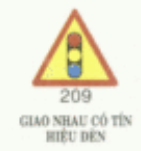 209
GIAO NHAU CÓ TÍN
HIỆU ĐÈN